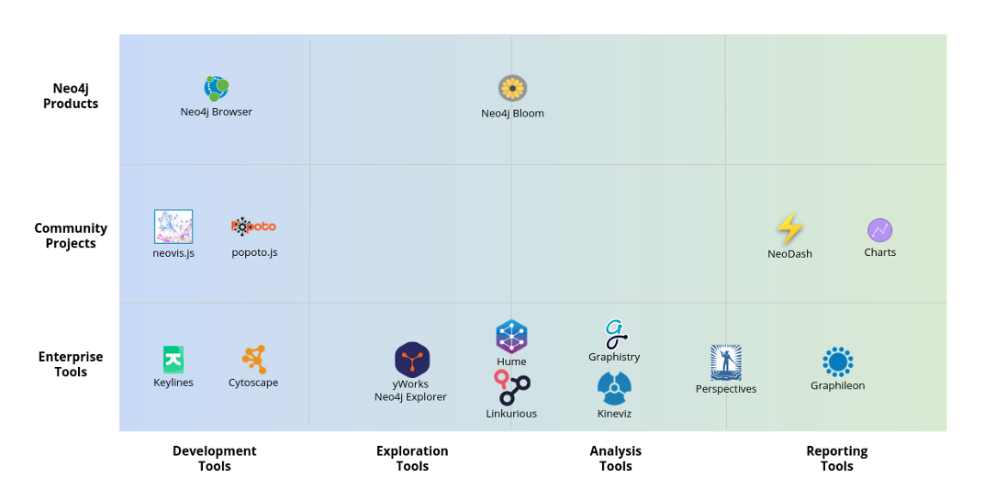 Neo4j
Products
Neo4j Browser
Neo4j Bloom
Community
Projects
neovis.js
Popoto
popoto.js
NeoDash
Charts
Enterprise
Tools
K
Keylines
Cytoscape
yWorks
Neo4j Explorer
Hume
Linkurious
Graphistry
Kineviz
Perspectives
Graphileon
Development
Tools
Exploration
Tools
Analysis
Tools
Reporting
Tools